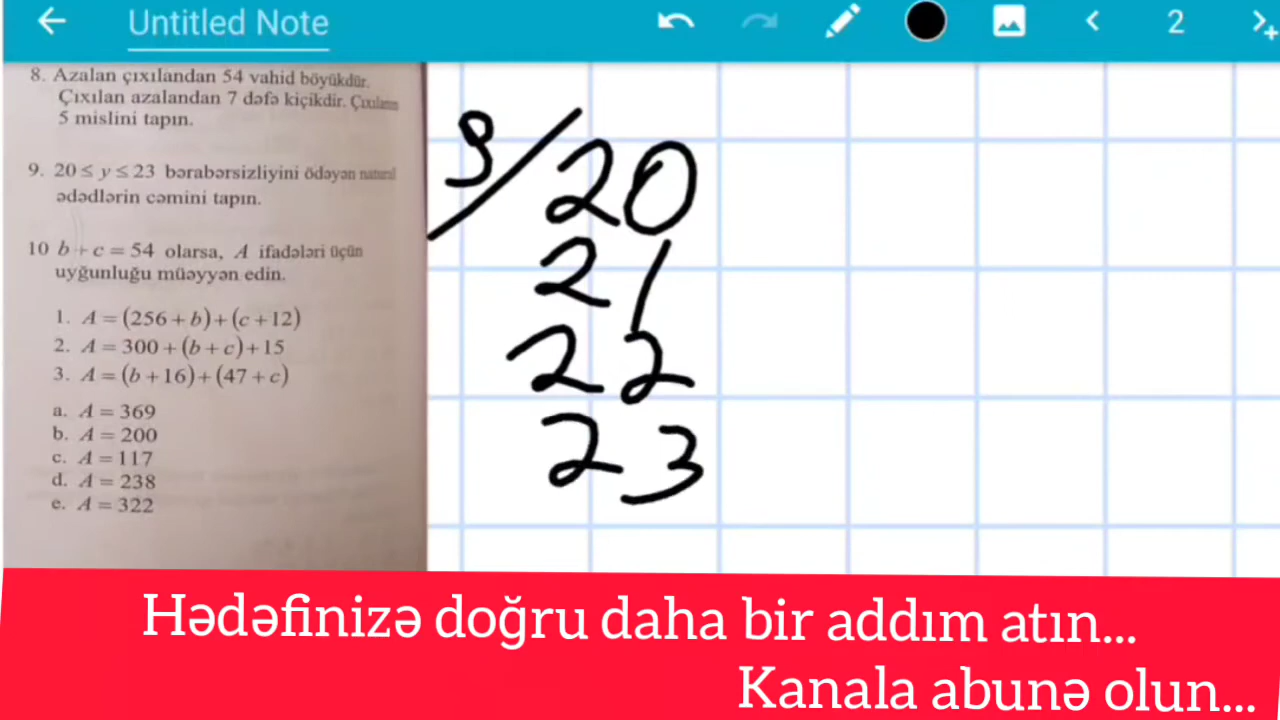 Untitled Note
2
8. Azalan çıxılandan 54 vahid böyükdür.
Çıxılan azalandan 7 dəfə kiçikdir. Çıxılanın
5 mislini tapın.
9. 20 ≤ y ≤ 23 bərabərsizliyini ödəyən natural
ədədlərin cəmini tapın.
10 b + c = 54 olarsa, A ifadələri üçün
uyğunluğu müəyyən edin.
1. A = (256 + b) + (c + 12)
2. A = 300 + (b + c) + 15
3. A = (b + 16) + (47 + c)
a. A = 369
b. A = 200
c. A = 117
d. A = 238
e. A = 322
9/20
21
22
23
Hədəfinizə doğru daha bir addım atın...
Kanala abunə olun...